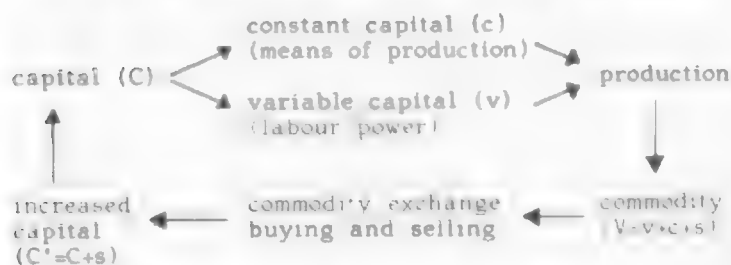 capital (C)
constant capital (c)
(means of production)
variable capital (v)
(labour power)
production
commodity
(V=v+c+s)
commodity exchange
buying and selling
increased
capital
(C'=C+s)